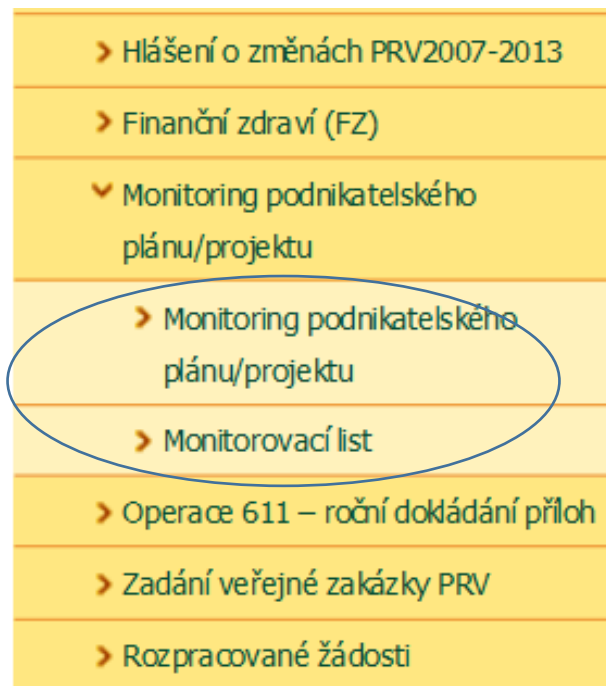 Hlášení o změnách PRV2007-2013
Finanční zdraví (FZ)
Monitoring podnikatelského
plánu/projektu
Monitoring podnikatelského
plánu/projektu
Monitorovací list
Operace 611 – roční dokládání příloh
Zadání veřejné zakázky PRV
Rozpracované žádosti